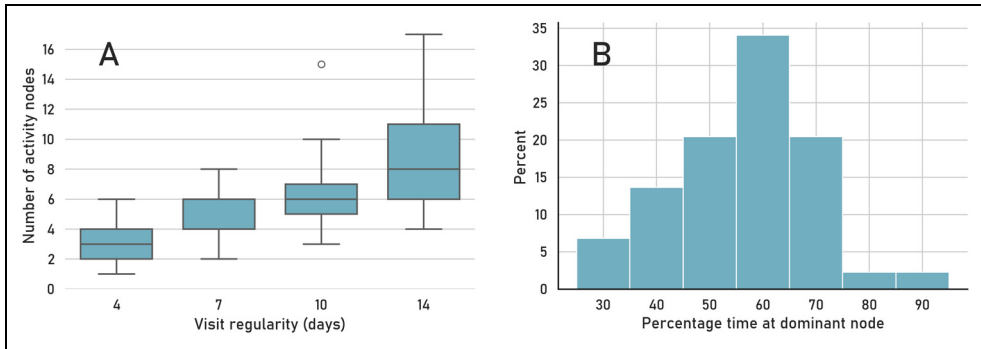 A
Number of activity nodes
16
14
12
10
8
6
4
2
0
4 7 10 14
Visit regularity (days)
B
Percent
35
30
25
20
15
10
5
0
30 40 50 60 70 80 90
Percentage time at dominant node